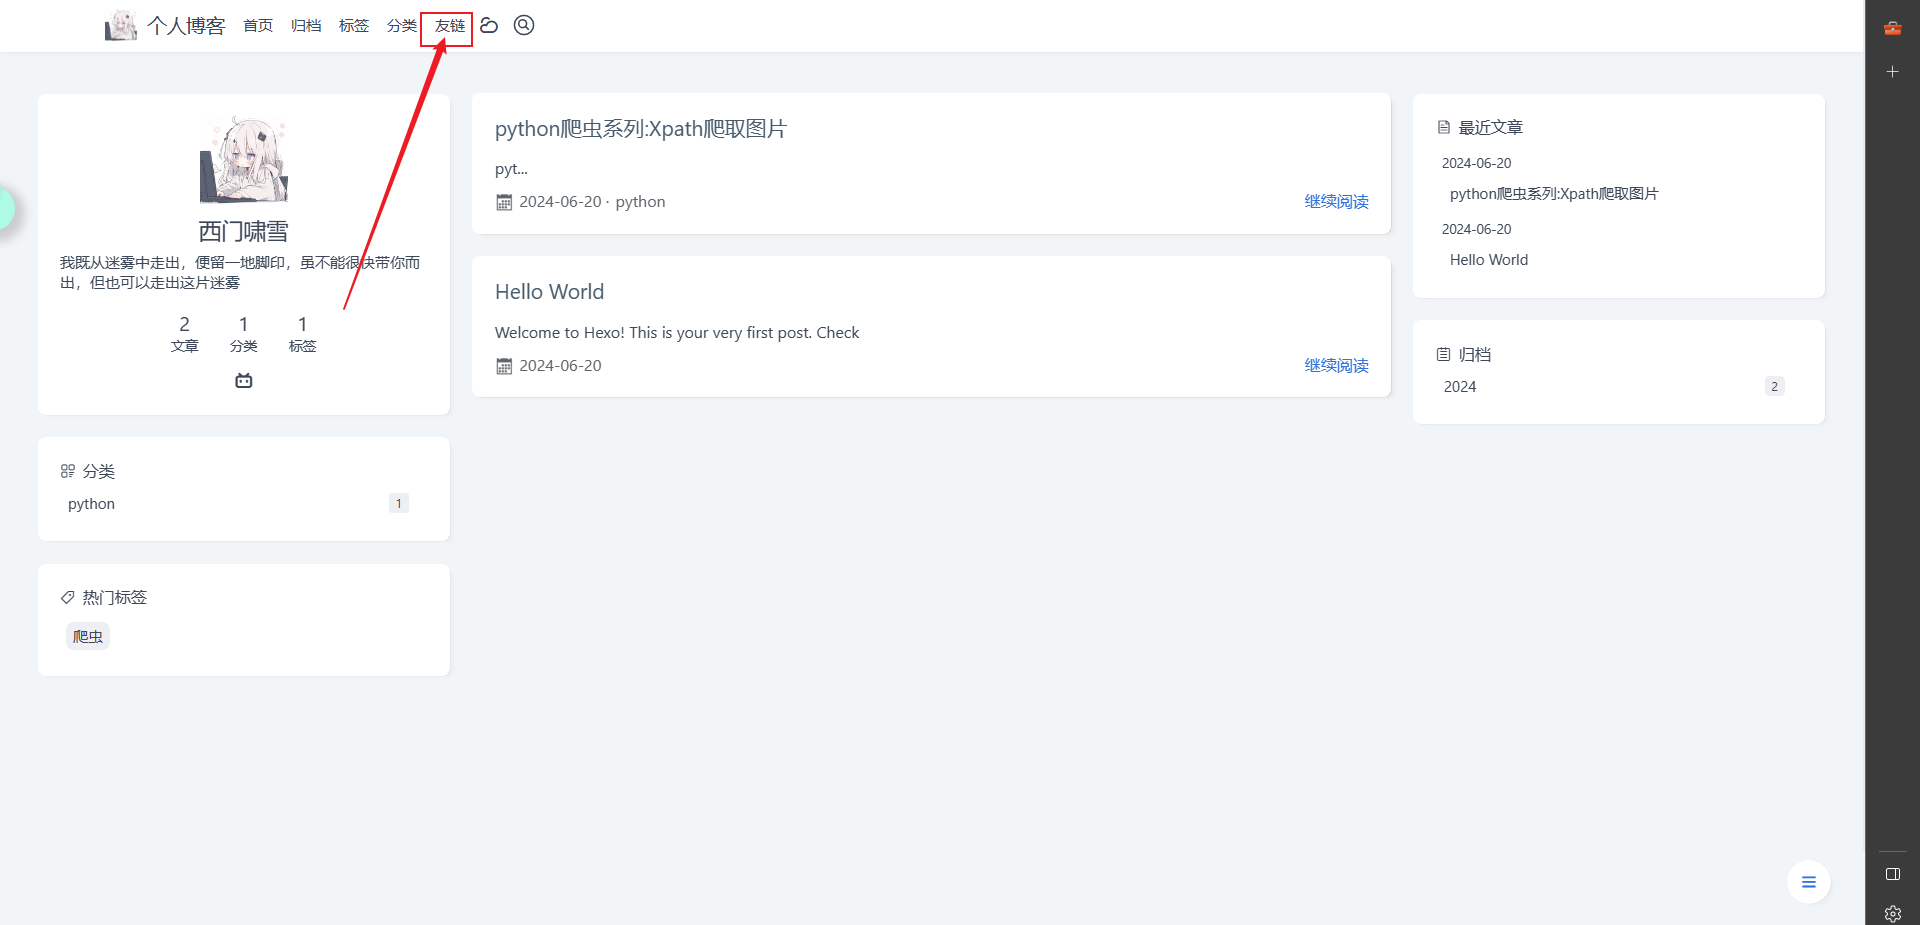 个人博客 首页 归档 标签 分类 友链
西门啸雪
我既从迷雾中走出，便留一地脚印，虽不能很快带你而
出，但也可以走出这片迷雾
2 1 1
文章 分类 标签
分类
python 1
热门标签
爬虫
python爬虫系列:Xpath爬取图片
pyt...
2024-06-20 · python 继续阅读
Hello World
Welcome to Hexo! This is your very first post. Check
2024-06-20 继续阅读
最近文章
2024-06-20
python爬虫系列:Xpath爬取图片
2024-06-20
Hello World
归档
2024 2